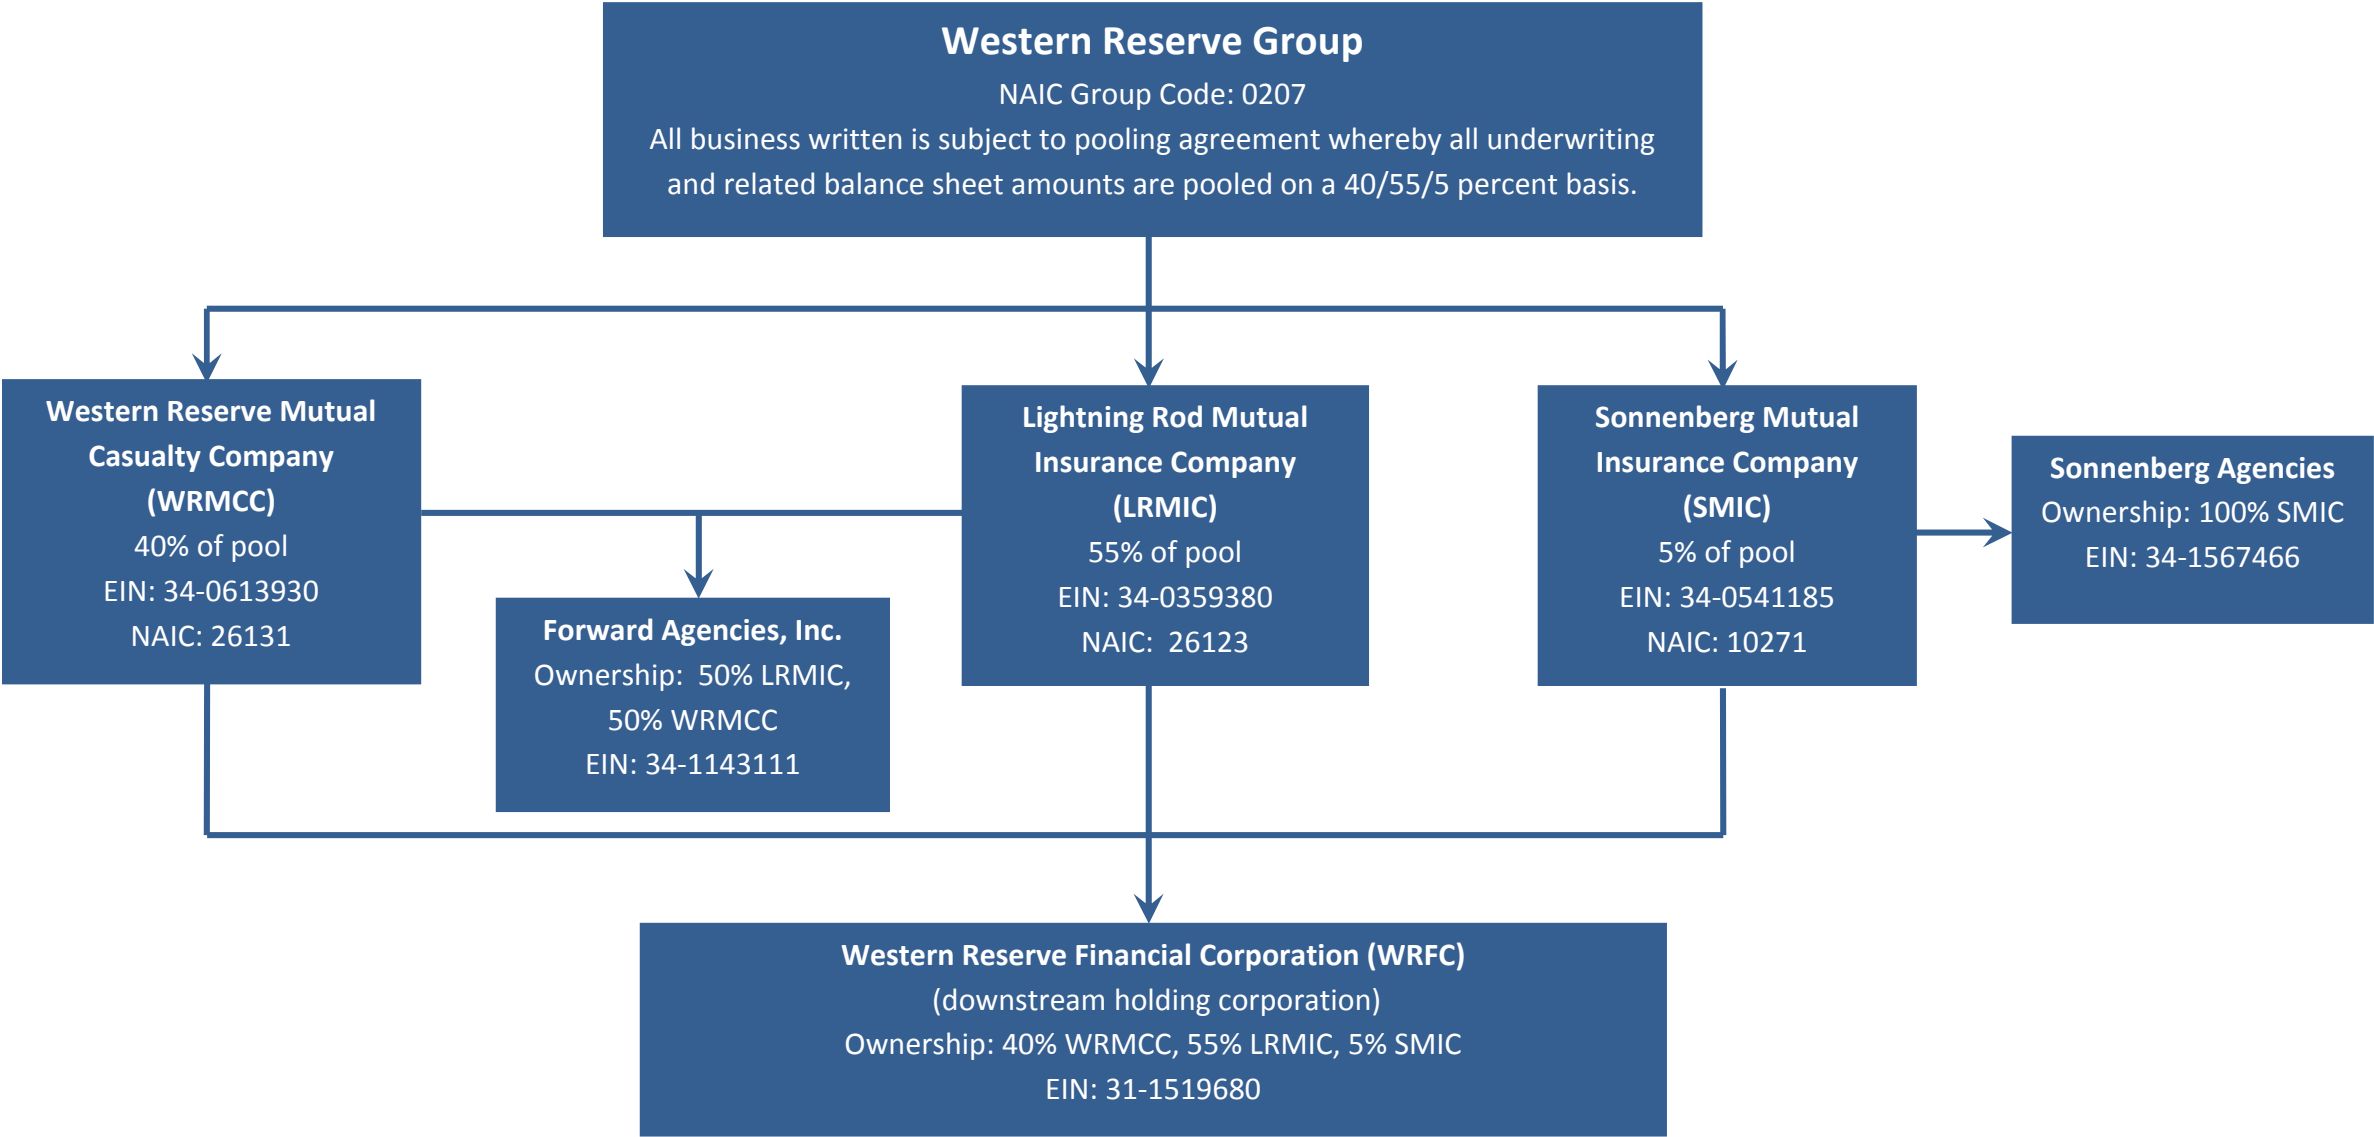 Western Reserve Group
NAIC Group Code: 0207
All business written is subject to pooling agreement whereby all underwriting
and related balance sheet amounts are pooled on a 40/55/5 percent basis.
Western Reserve Mutual
Casualty Company
(WRMCC)
40% of pool
EIN: 34-0613930
NAIC: 26131
Forward Agencies, Inc.
Ownership:  50% LRMIC,
50% WRMCC
EIN: 34-1143111
Lightning Rod Mutual
Insurance Company
(LRMIC)
55% of pool
EIN: 34-0359380
NAIC:  26123
Sonnenberg Mutual
Insurance Company
(SMIC)
5% of pool
EIN: 34-0541185
NAIC: 10271
Sonnenberg Agencies
Ownership: 100% SMIC
EIN: 34-1567466
Western Reserve Financial Corporation (WRFC)
(downstream holding corporation)
Ownership: 40% WRMCC, 55% LRMIC, 5% SMIC
EIN: 31-1519680